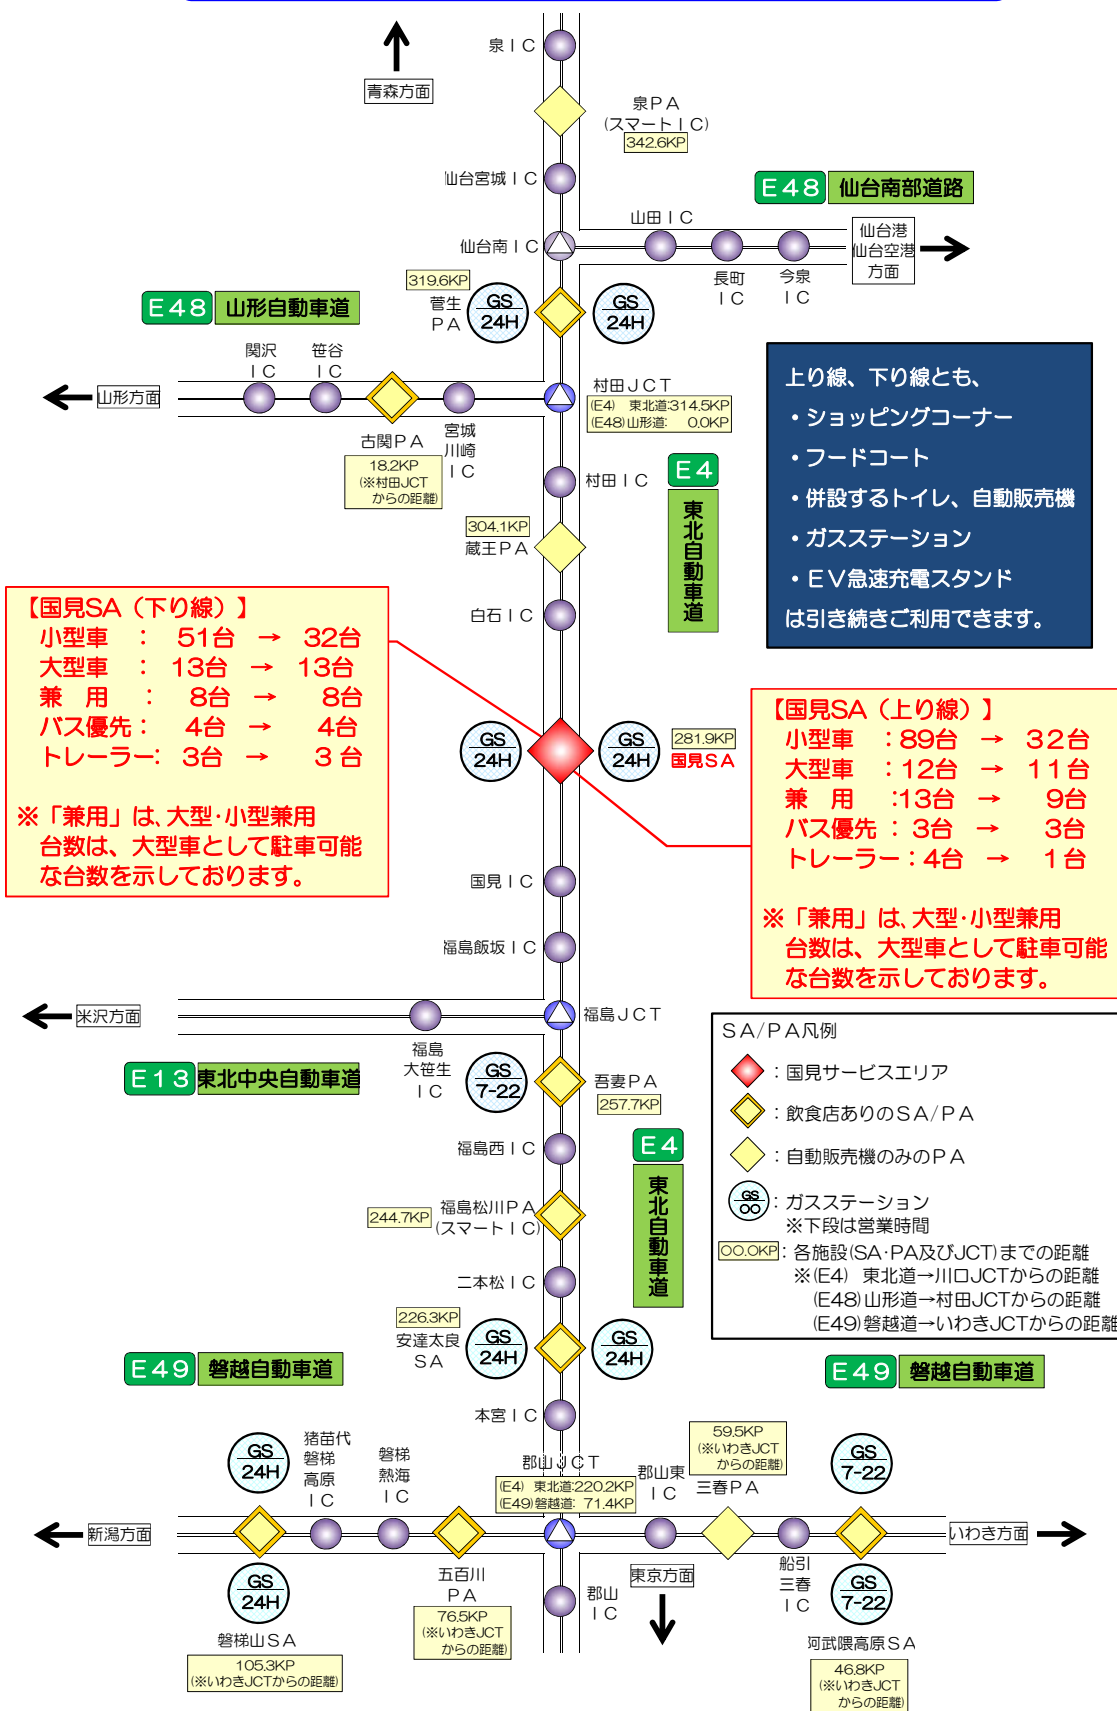 泉ＩＣ
青森方面
泉ＰＡ
(スマートＩＣ)
342.6KP
仙台宮城ＩＣ
E48 仙台南部道路
山田ＩＣ
仙台南ＩＣ
仙台港
仙台空港
方面
長町
ＩＣ
今泉
ＩＣ
319.6KP
菅生
ＰＡ
GS
24H
GS
24H
E48 山形自動車道
関沢
ＩＣ
笹谷
ＩＣ
山形方面
古関ＰＡ
18.2KP
(※村田JCT
からの距離)
宮城
川崎
ＩＣ
村田ＪＣＴ
(E4) 東北道:314.5KP
(E48)山形道: 0.0KP
村田ＩＣ
E4
東北自動車道
304.1KP
蔵王ＰＡ
白石ＩＣ
上り線、下り線とも、
・ショッピングコーナー
・フードコート
・併設するトイレ、自動販売機
・ガスステーション
・ＥＶ急速充電スタンド
は引き続きご利用できます。
【国見SA（下り線）】
小型車 ： 51台 → 32台
大型車 ： 13台 → 13台
兼 用 ： 8台 → 8台
バス優先： 4台 → 4台
トレーラー： 3台 → 3台
※「兼用」は、大型･小型兼用
台数は、大型車として駐車可能
な台数を示しております。
GS
24H
GS
24H
281.9KP
国見ＳＡ
【国見SA（上り線）】
小型車 ：89台 → 32台
大型車 ：12台 → 11台
兼 用 ：13台 → 9台
バス優先：3台 → 3台
トレーラー：4台 → 1台
※「兼用」は、大型･小型兼用
台数は、大型車として駐車可能
な台数を示しております。
国見ＩＣ
福島飯坂ＩＣ
米沢方面
福島ＪＣＴ
福島
大笹生
ＩＣ
E13 東北中央自動車道
GS
7-22
吾妻ＰＡ
257.7KP
福島西ＩＣ
E4
東北自動車道
244.7KP
福島松川ＰＡ
(スマートＩＣ)
二本松ＩＣ
226.3KP
安達太良
ＳＡ
GS
24H
GS
24H
本宮ＩＣ
SA/PA凡例
：国見サービスエリア
：飲食店ありのＳＡ/ＰＡ
：自動販売機のみのＰＡ
GS
○○
：ガスステーション
※下段は営業時間
○○.○KP：各施設(SA･PA及びJCT)までの距離
※(E4) 東北道→川口JCTからの距離
(E48)山形道→村田JCTからの距離
(E49)磐越道→いわきJCTからの距離
E49 磐越自動車道
E49 磐越自動車道
GS
24H
猪苗代
磐梯
高原
ＩＣ
磐梯
熱海
ＩＣ
郡山ＪＣＴ
(E4) 東北道:220.2KP
(E49)磐越道: 71.4KP
郡山東
ＩＣ
59.5KP
(※いわきJCT
からの距離)
三春ＰＡ
GS
7-22
新潟方面
いわき方面
GS
24H
磐梯山ＳＡ
105.3KP
(※いわきJCTからの距離)
五百川
ＰＡ
76.5KP
(※いわきJCT
からの距離)
郡山
ＩＣ
東京方面
船引
三春
ＩＣ
GS
7-22
阿武隈高原ＳＡ
46.8KP
(※いわきJCT
からの距離)